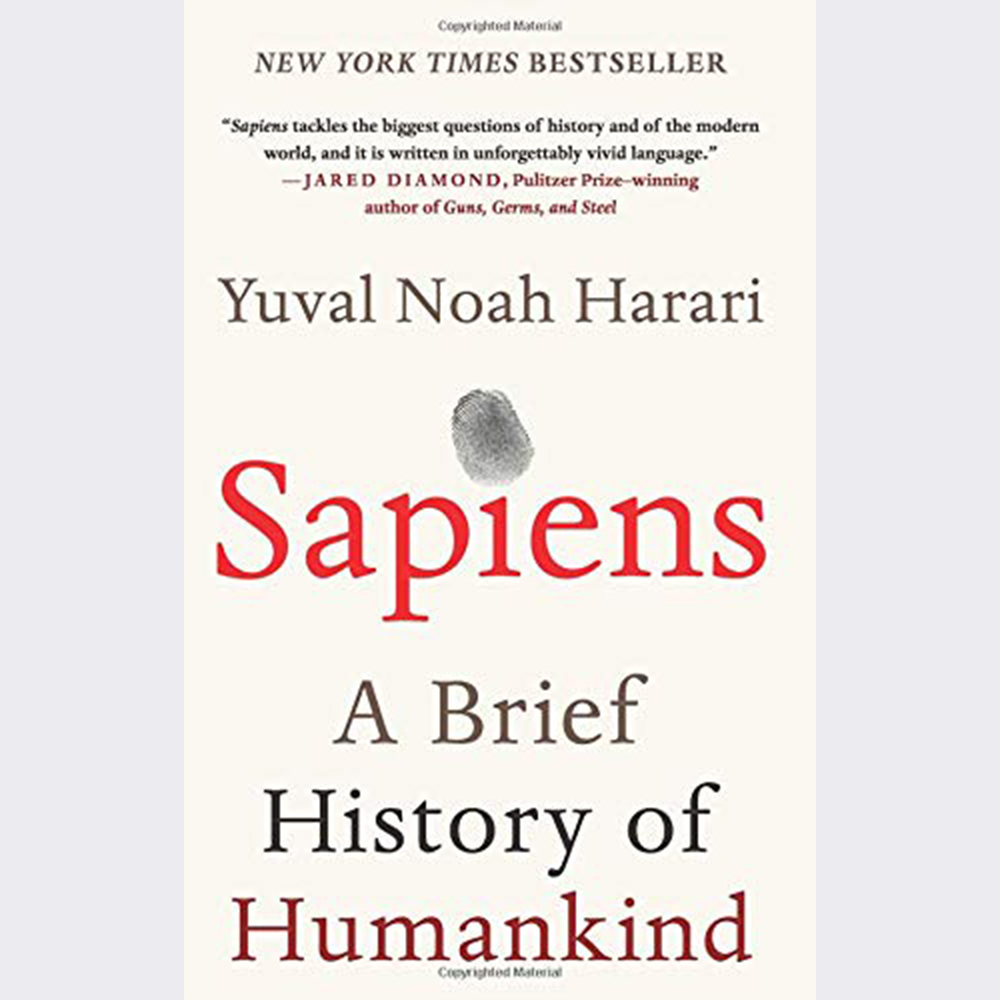 Copyrighted Material
NEW YORK TIMES BESTSELLER
“Sapiens tackles the biggest questions of history and of the modern
world, and it is written in unforgettably vivid language.”
—JARED DIAMOND, Pulitzer Prize–winning
author of Guns, Germs, and Steel
Yuval Noah Harari
Sapiens
A Brief
History of
Humankind
Copyrighted Material